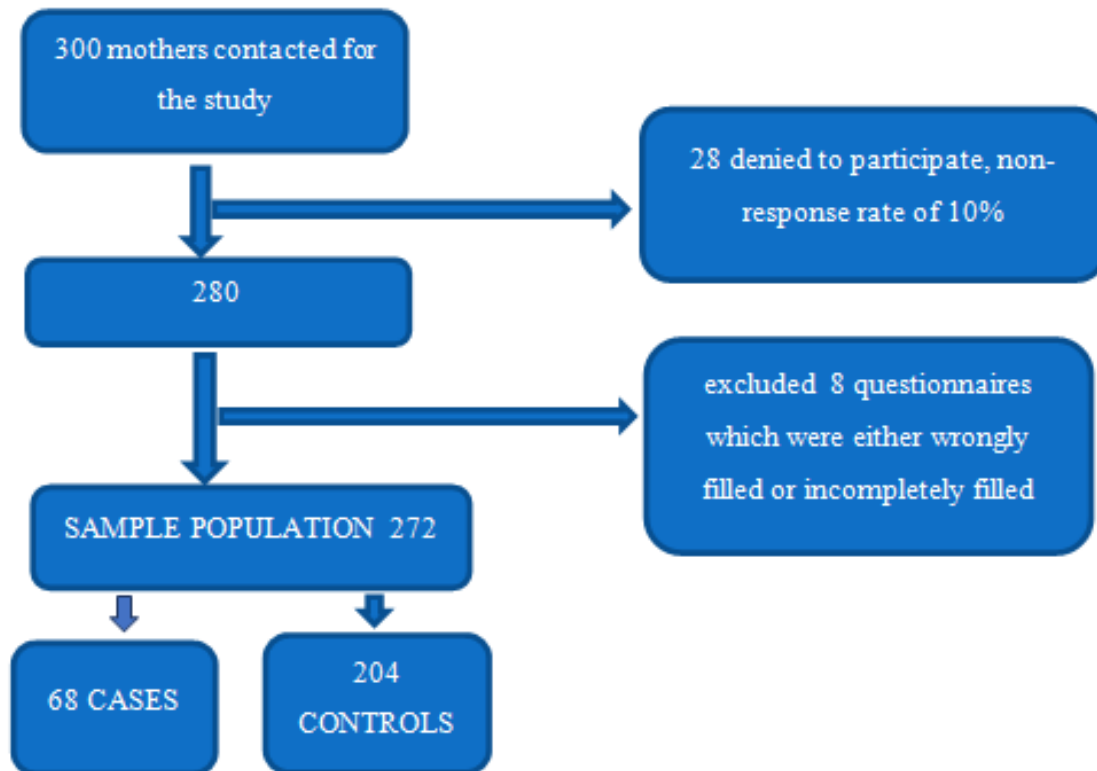 300 mothers contacted for
the study
28 denied to participate, non-
response rate of 10%
280
excluded 8 questionnaires
which were either wrongly
filled or incompletely filled
SAMPLE POPULATION 272
68 CASES
204
CONTROLS